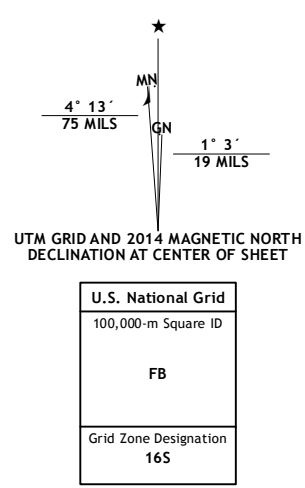 ★
MN
4° 13´
75 MILS
GN
1° 3´
19 MILS
UTM GRID AND 2014 MAGNETIC NORTH
DECLINATION AT CENTER OF SHEET
U.S. National Grid
100,000-m Square ID
FB
Grid Zone Designation
16S